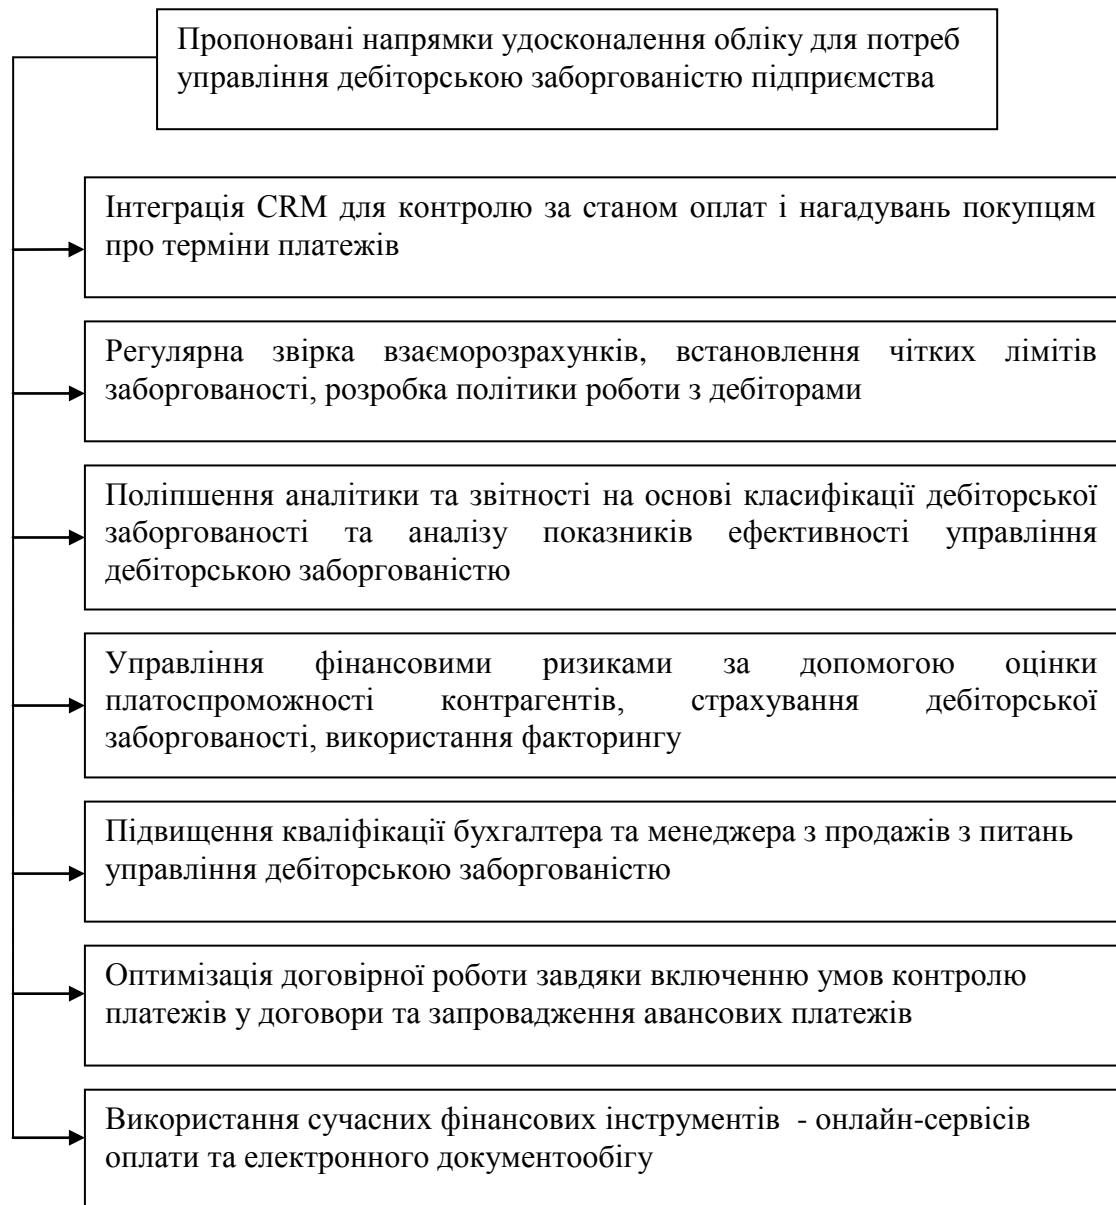 Пропоновані напрямки удосконалення обліку для потреб
управління дебіторською заборгованістю підприємства
Інтеграція CRM для контролю за станом оплат і нагадувань покупцям
про терміни платежів
Регулярна звірка взаєморозрахунків, встановлення чітких лімітів
заборгованості, розробка політики роботи з дебіторами
Поліпшення аналітики та звітності на основі класифікації дебіторської
заборгованості та аналізу показників ефективності управління
дебіторською заборгованістю
Управління фінансовими ризиками за допомогою оцінки
платоспроможності контрагентів, страхування дебіторської
заборгованості, використання факторингу
Підвищення кваліфікації бухгалтера та менеджера з продажів з питань
управління дебіторською заборгованістю
Оптимізація договірної роботи завдяки включенню умов контролю
платежів у договори та запровадження авансових платежів
Використання сучасних фінансових інструментів - онлайн-сервісів
оплати та електронного документообігу